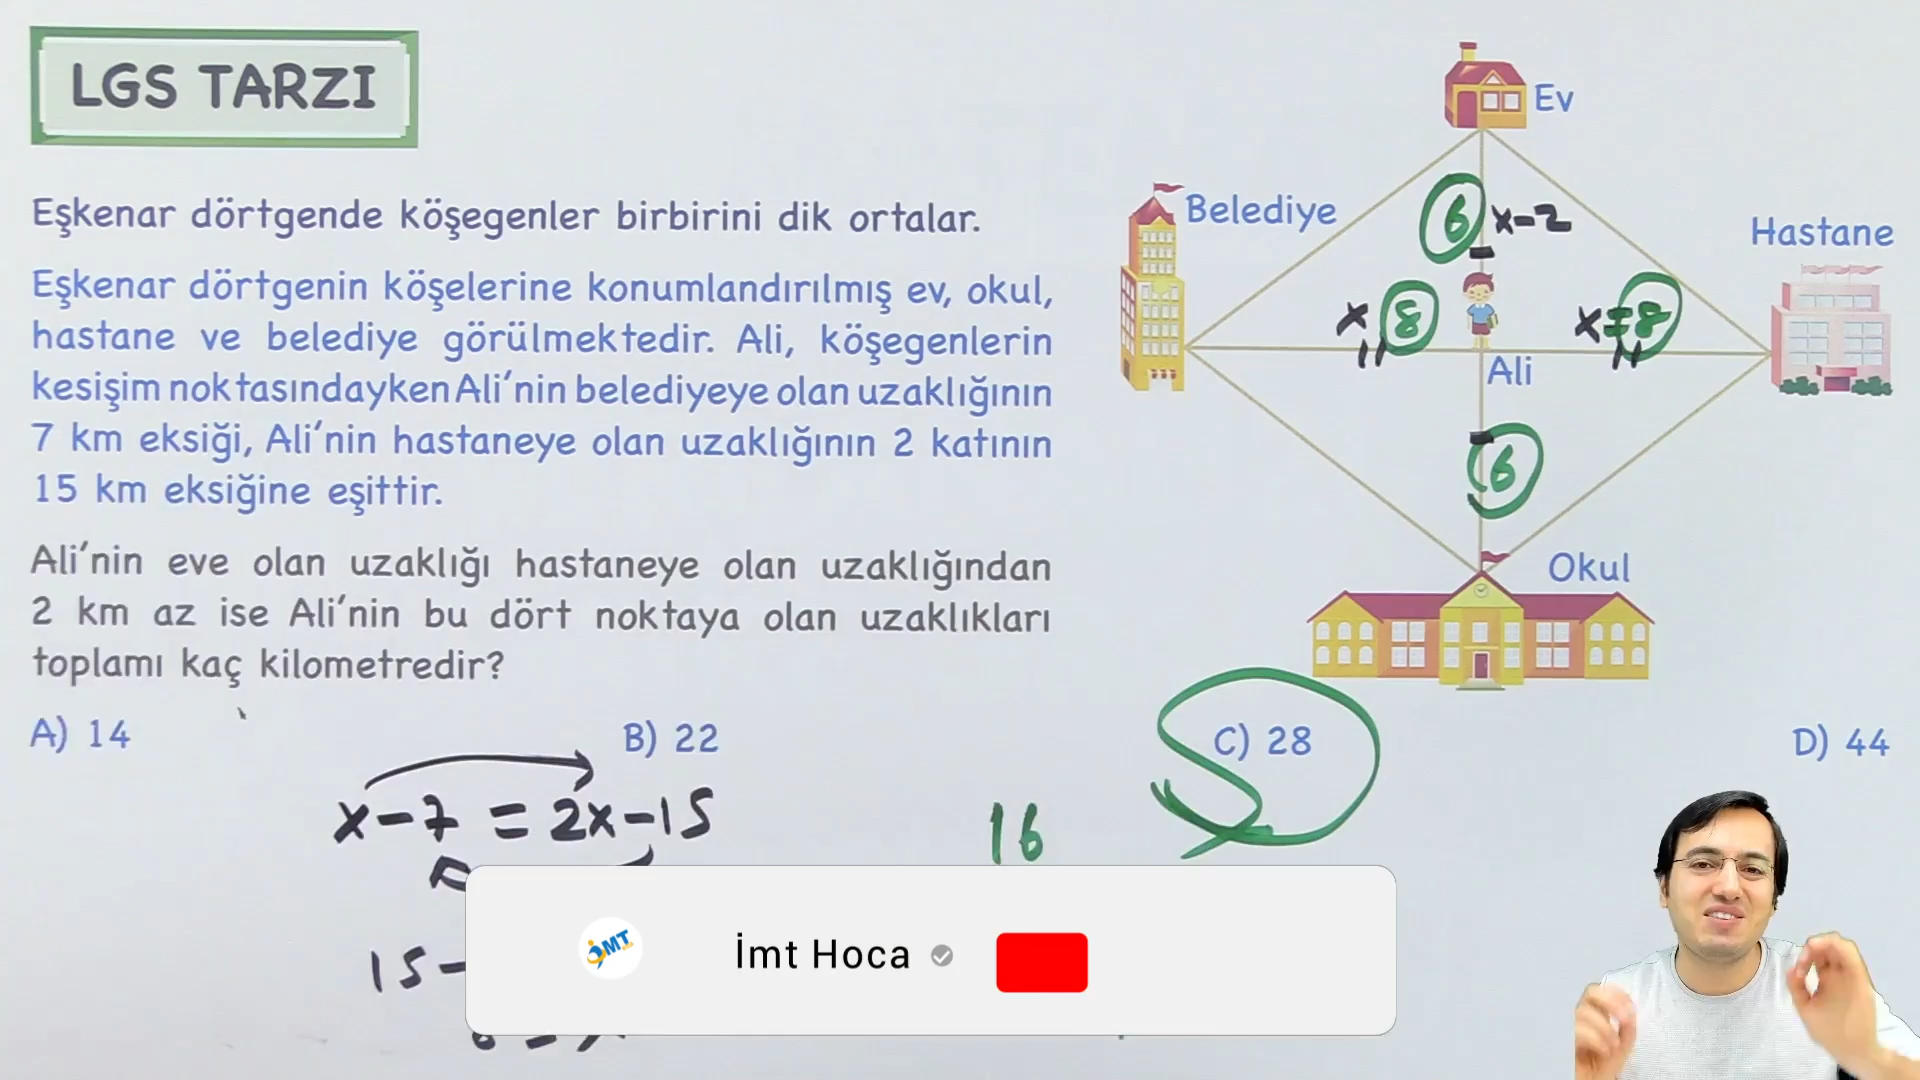 LGS TARZI
Eşkenar dörtgende köşegenler birbirini dik ortalar.
Eşkenar dörtgenin köşelerine konumlandırılmış ev, okul,
hastane ve belediye görülmektedir. Ali, köşegenlerin
kesişim noktasındayken Ali'nin belediyeye olan uzaklığının
7 km eksiği, Ali'nin hastaneye olan uzaklığının 2 katının
15 km eksiğine eşittir.
Ali'nin eve olan uzaklığı hastaneye olan uzaklığından
2 km az ise Ali'nin bu dört noktaya olan uzaklıkları
toplamı kaç kilometredir?
A) 14
B) 22
C) 28
D) 44
Ev
Belediye
Hastane
6 x-2
x 8
x=8
Ali
6
Okul
x-7 = 2x-15
16
15-
İMT
İmt Hoca